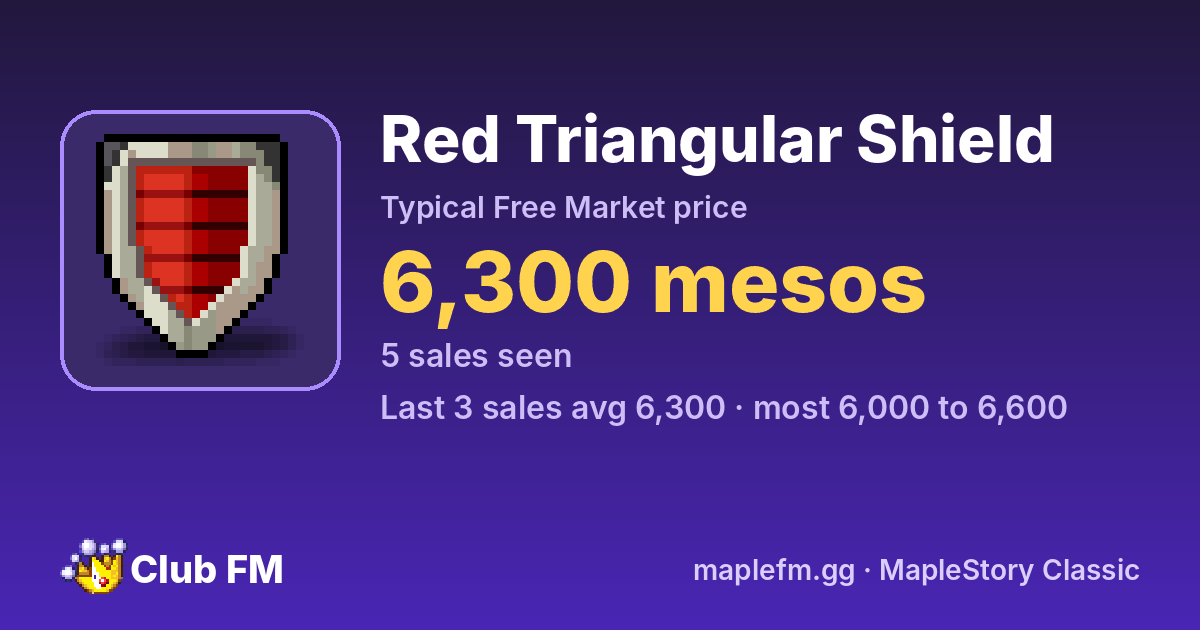 Red Triangular Shield
Typical Free Market price
6,300 mesos
5 sales seen
Last 3 sales avg 6,300 · most 6,000 to 6,600
Club FM
maplefm.gg · MapleStory Classic